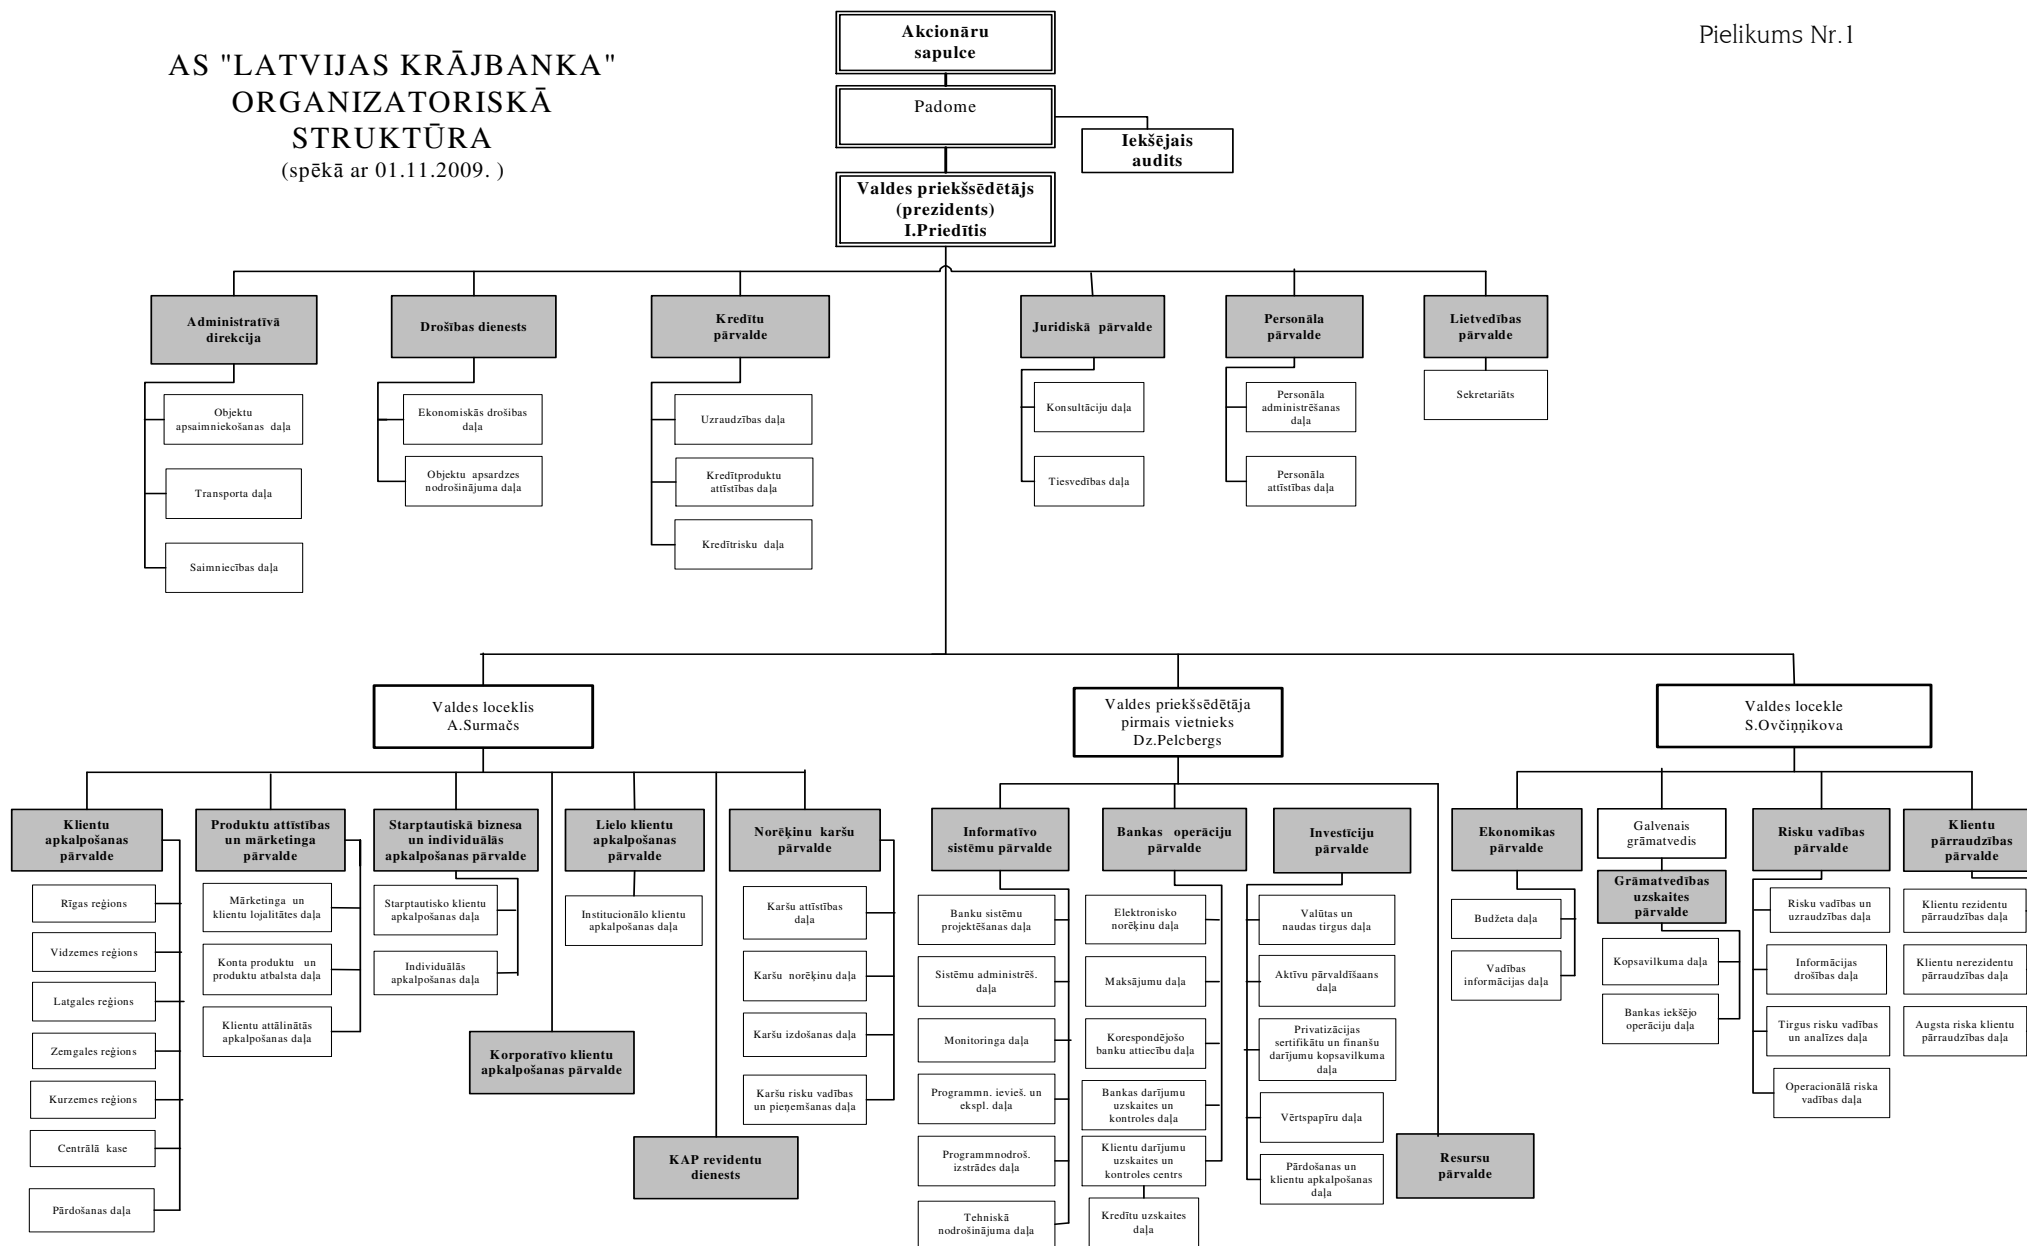 Pielikums Nr.1
AS "LATVIJAS KRĀJBANKA"
ORGANIZATORISKĀ
STRUKTŪRA
(spēkā ar 01.11.2009. )
Akcionāru
sapulce
Padome
Iekšējais
audits
Valdes priekšsēdētājs
(prezidents)
I.Priedītis
Administratīvā
direkcija
Drošības dienests
Kredītu
pārvalde
Juridiskā pārvalde
Personāla
pārvalde
Lietvedības
pārvalde
Objektu
apsaimniekošanas daļa
Transporta daļa
Saimniecības daļa
Ekonomiskās drošibas
daļa
Objektu apsardzes
nodrošinājuma daļa
Uzraudzības daļa
Kredītproduktu
attīstības daļa
Kredītrisku daļa
Konsultāciju daļa
Tiesvedības daļa
Personāla
administrēšanas
daļa
Personāla
attīstības daļa
Sekretariāts
Valdes loceklis
A.Surmačs
Valdes priekšsēdētāja
pirmais vietnieks
Dz.Pelcbergs
Valdes locekle
S.Ovčiņņikova
Klientu
apkalpošanas
pārvalde
Rīgas reģions
Vidzemes reģions
Latgales reģions
Zemgales reģions
Kurzemes reģions
Centrālā kase
Pārdošanas daļa
Produktu attīstības
un mārketinga
pārvalde
Mārketinga un
klientu lojalitātes daļa
Konta produktu un
produktu atbalsta daļa
Klientu attālinātās
apkalpošanas daļa
Starptautiskā biznesa
un individuālās
apkalpošanas pārvalde
Starptautisko klientu
apkalpošanas daļa
Individuālās
apkalpošanas daļa
Korporatīvo klientu
apkalpošanas pārvalde
Lielo klientu
apkalpošanas
pārvalde
Institucionālo klientu
apkalpošanas daļa
KAP revidentu
dienests
Norēķinu karšu
pārvalde
Karšu attīstības
daļa
Karšu norēķinu daļa
Karšu izdošanas daļa
Karšu risku vadības
un pieņemšanas daļa
Informatīvo
sistēmu pārvalde
Banku sistēmu
projektēšanas daļa
Sistēmu administrēš.
daļa
Monitoringa daļa
Programmn. ievieš. un
ekspl. daļa
Programmnodroš.
izstrādes daļa
Tehniskā
nodrošinājuma daļa
Bankas operāciju
pārvalde
Elektronisko
norēķinu daļa
Maksājumu daļa
Korespondējošo
banku attiecību daļa
Bankas darījumu
uzskaites un
kontroles daļa
Klientu darījumu
uzskaites un
kontroles centrs
Kredītu uzskaites
daļa
Investīciju
pārvalde
Valūtas un
naudas tirgus daļa
Aktīvu pārvaldīšaans
daļa
Privatizācijas
sertifikātu un finanšu
darījumu kopsavilkuma
daļa
Vērtspapīru daļa
Pārdošanas un
klientu apkalpošanas
daļa
Resursu
pārvalde
Ekonomikas
pārvalde
Budžeta daļa
Vadības
informācijas daļa
Galvenais
grāmatvedis
Grāmatvedības
uzskaites
pārvalde
Kopsavilkuma daļa
Bankas iekšējo
operāciju daļa
Risku vadības
pārvalde
Risku vadības un
uzraudzības daļa
Informācijas
drošības daļa
Tirgus risku vadības
un analīzes daļa
Operacionālā riska
vadības daļa
Klientu
pārraudzības
pārvalde
Klientu rezidentu
pārraudzības daļa
Klientu nerezidentu
pārraudzības daļa
Augsta riska klientu
pārraudzības daļa